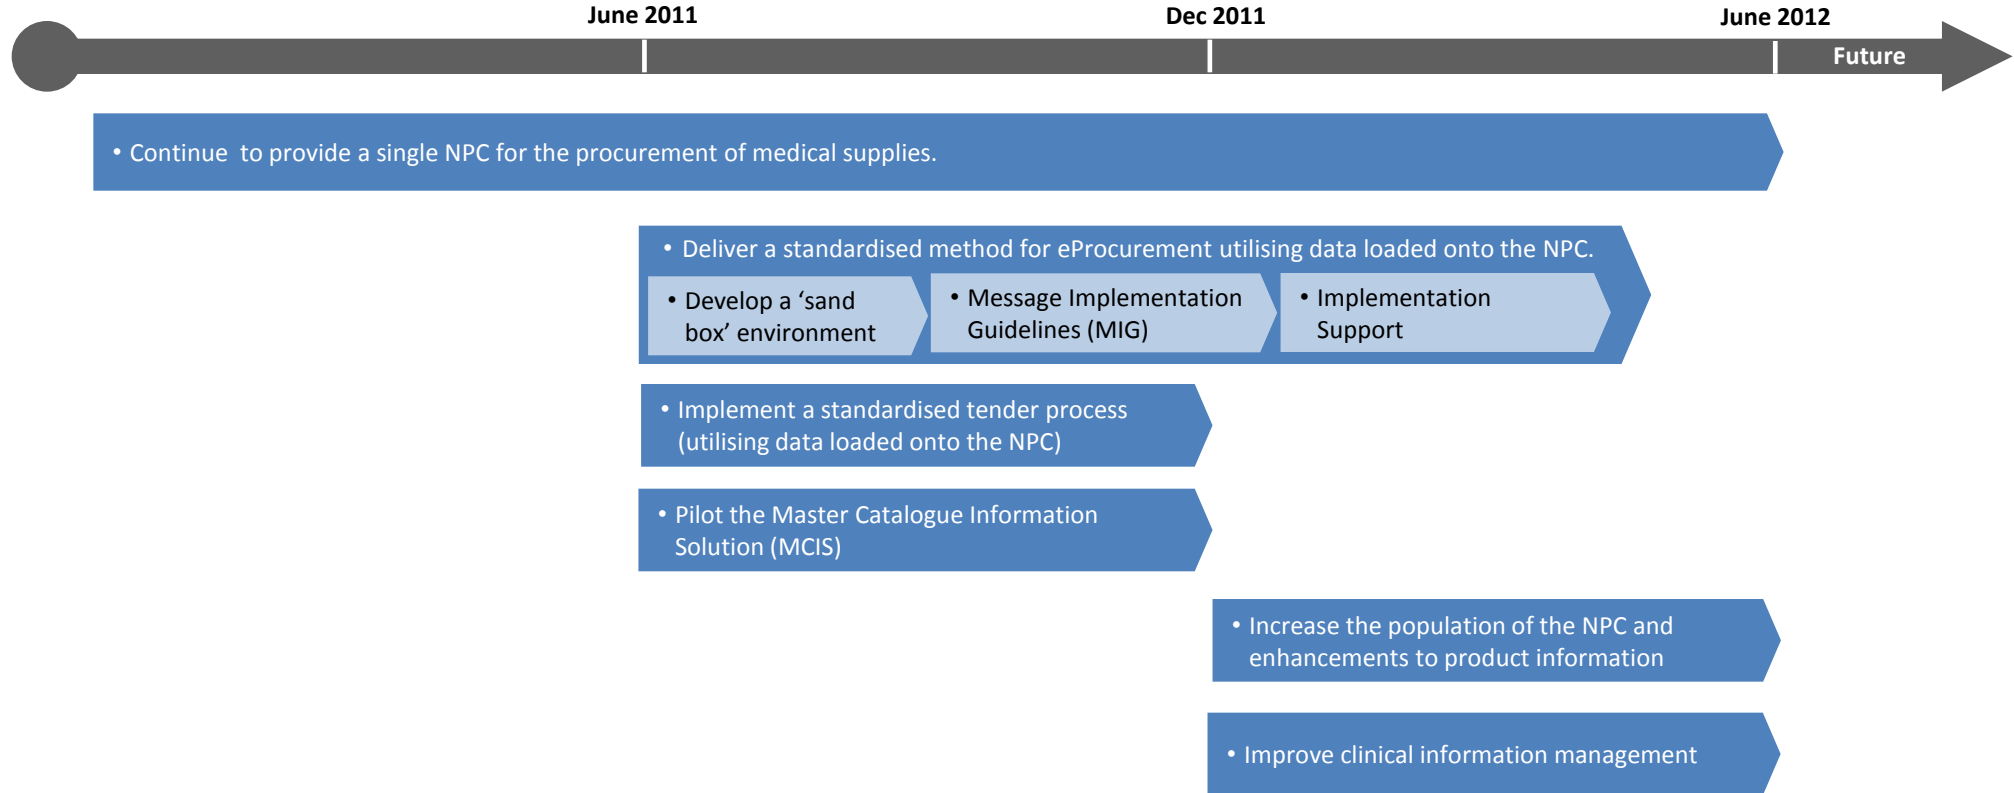 June 2011
Dec 2011
June 2012
Future
• Continue  to provide a single NPC for the procurement of medical supplies.
• Deliver a standardised method for eProcurement utilising data loaded onto the NPC.
• Develop a ‘sand
box’ environment
• Message Implementation
Guidelines (MIG)
• Implementation
Support
• Implement a standardised tender process
(utilising data loaded onto the NPC)
• Pilot the Master Catalogue Information
Solution (MCIS)
• Increase the population of the NPC and
enhancements to product information
• Improve clinical information management